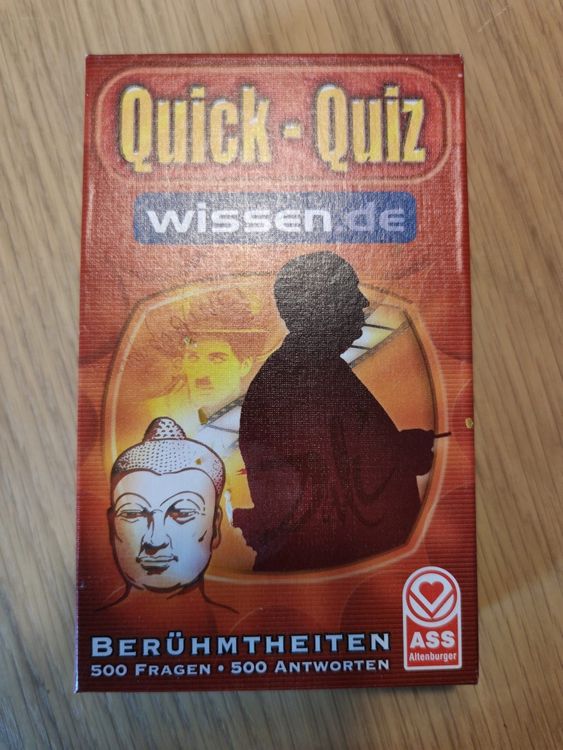 Quick - Quiz
wissen.de
BERÜHMTHEITEN
500 FRAGEN • 500 ANTWORTEN
ASS
Altenburger